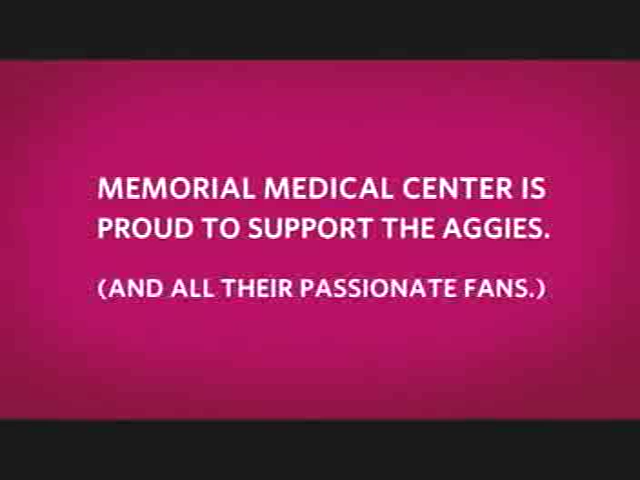 MEMORIAL MEDICAL CENTER IS
PROUD TO SUPPORT THE AGGIES.
(AND ALL THEIR PASSIONATE FANS.)